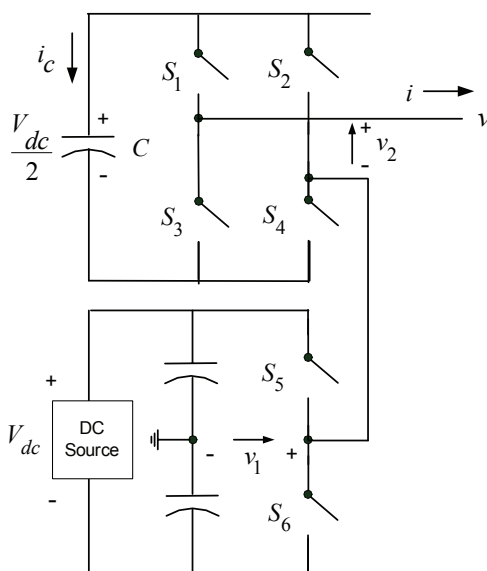 i_c
S_1
S_2
i
v
+
V_dc
2
C
-
+
v_2
-
S_3
S_4
+
S_5
DC
Source
V_dc
-
v_1
+
-
S_6